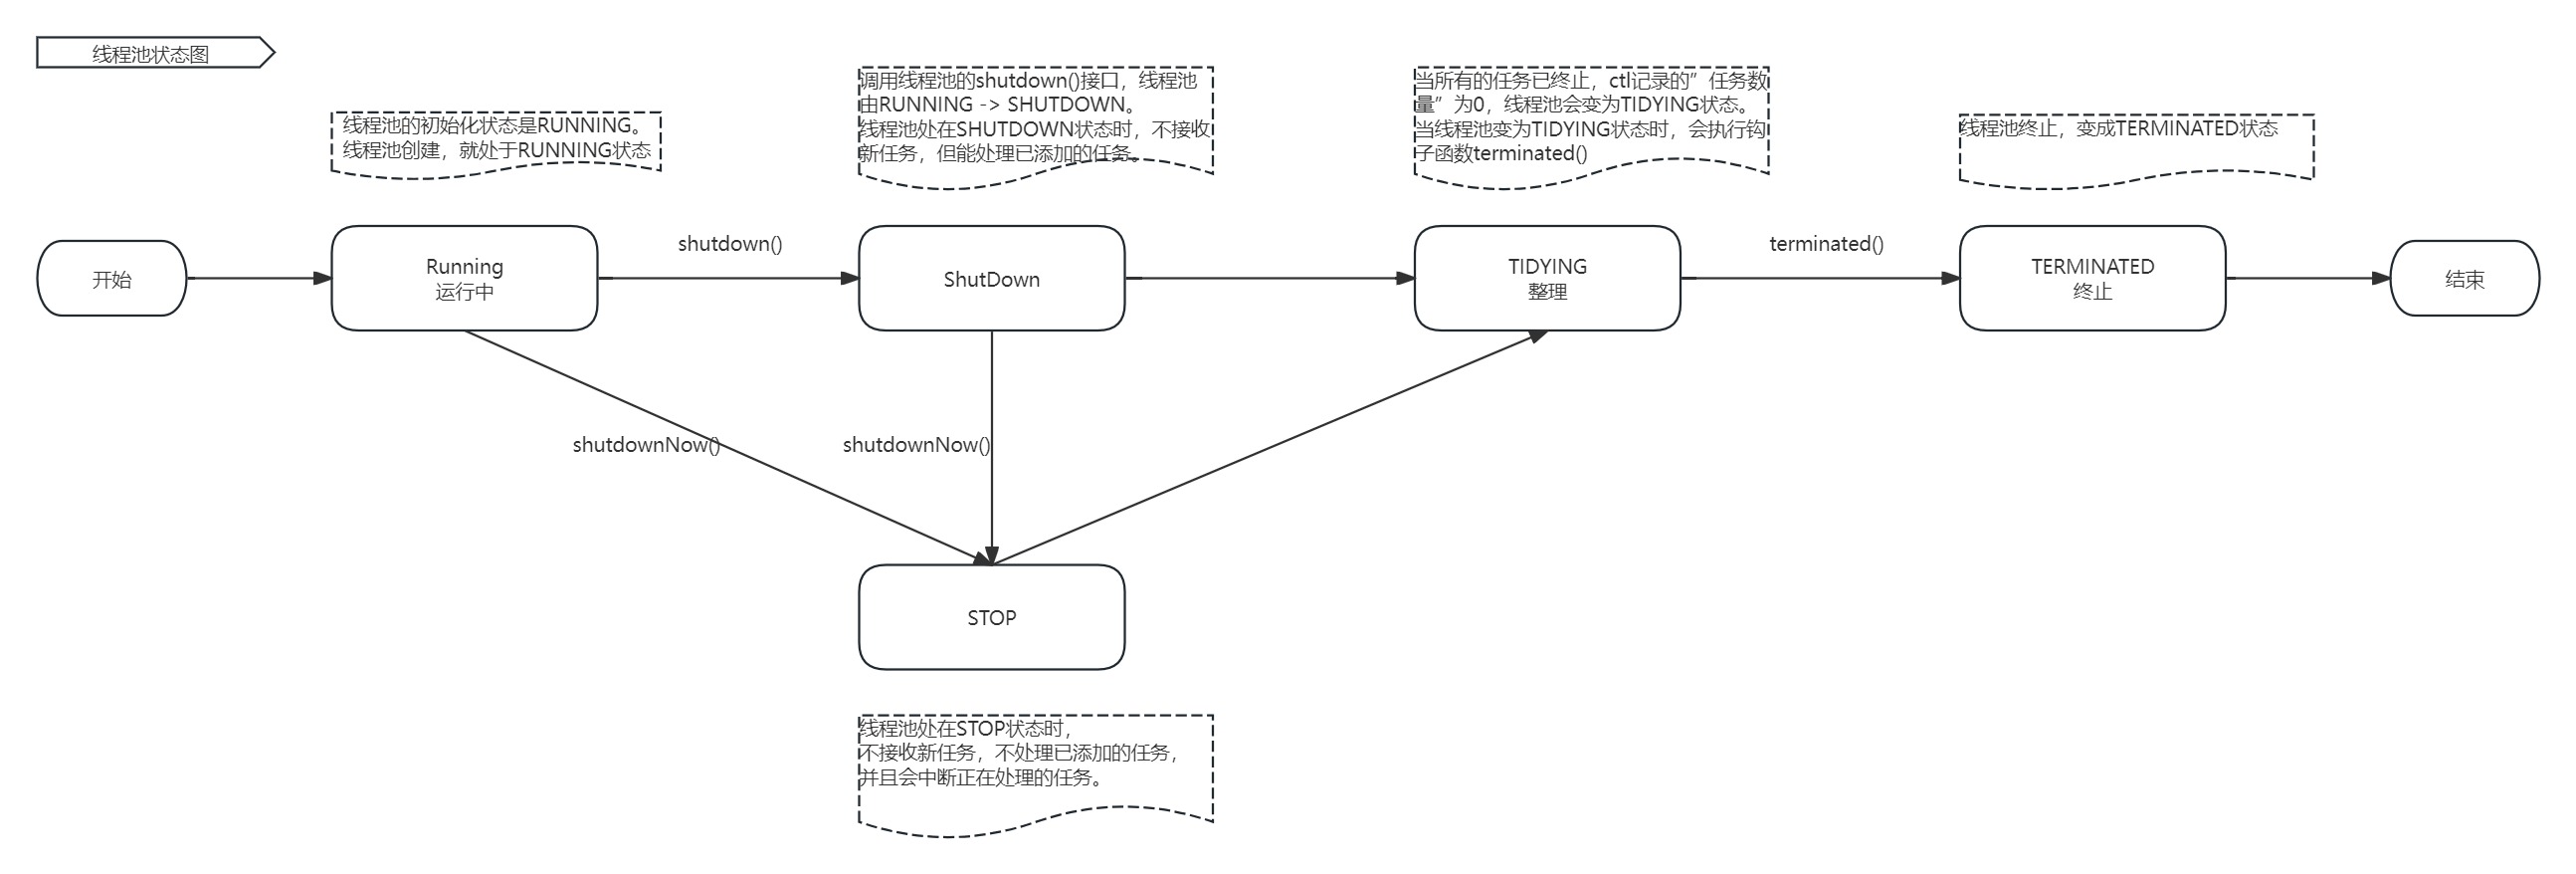 线程池状态图
线程池的初始化状态是RUNNING。
线程池创建，就处于RUNNING状态
调用线程池的shutdown()接口，线程池
由RUNNING -> SHUTDOWN。
线程池处在SHUTDOWN状态时，不接收
新任务，但能处理已添加的任务。
当所有的任务已终止，ctl记录的”任务数
量”为0，线程池会变为TIDYING状态。
当线程池变为TIDYING状态时，会执行钩
子函数terminated()
线程池终止，变成TERMINATED状态
开始
Running
运行中
shutdown()
ShutDown
TIDYING
整理
terminated()
TERMINATED
终止
结束
shutdownNow()
shutdownNow()
STOP
线程池处在STOP状态时，
不接收新任务，不处理已添加的任务，
并且会中断正在处理的任务。